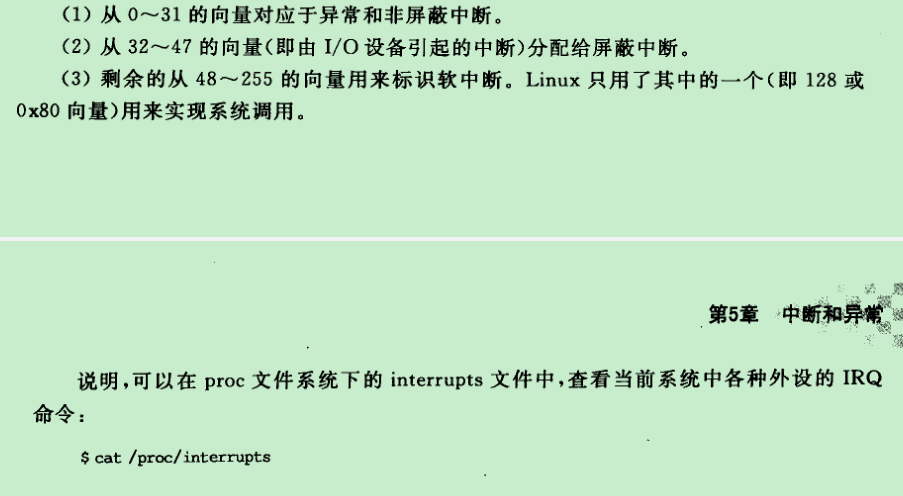 (1) 从 0～31 的向量对应于异常和非屏蔽中断。
(2) 从 32～47 的向量(即由 I/O 设备引起的中断)分配给屏蔽中断。
(3) 剩余的从 48～255 的向量用来标识软中断。Linux 只用了其中的一个(即 128 或
0x80 向量)用来实现系统调用。
第5章 中断和异常
说明,可以在 proc 文件系统下的 interrupts 文件中,查看当前系统中各种外设的 IRQ
命令:
$ cat /proc/interrupts